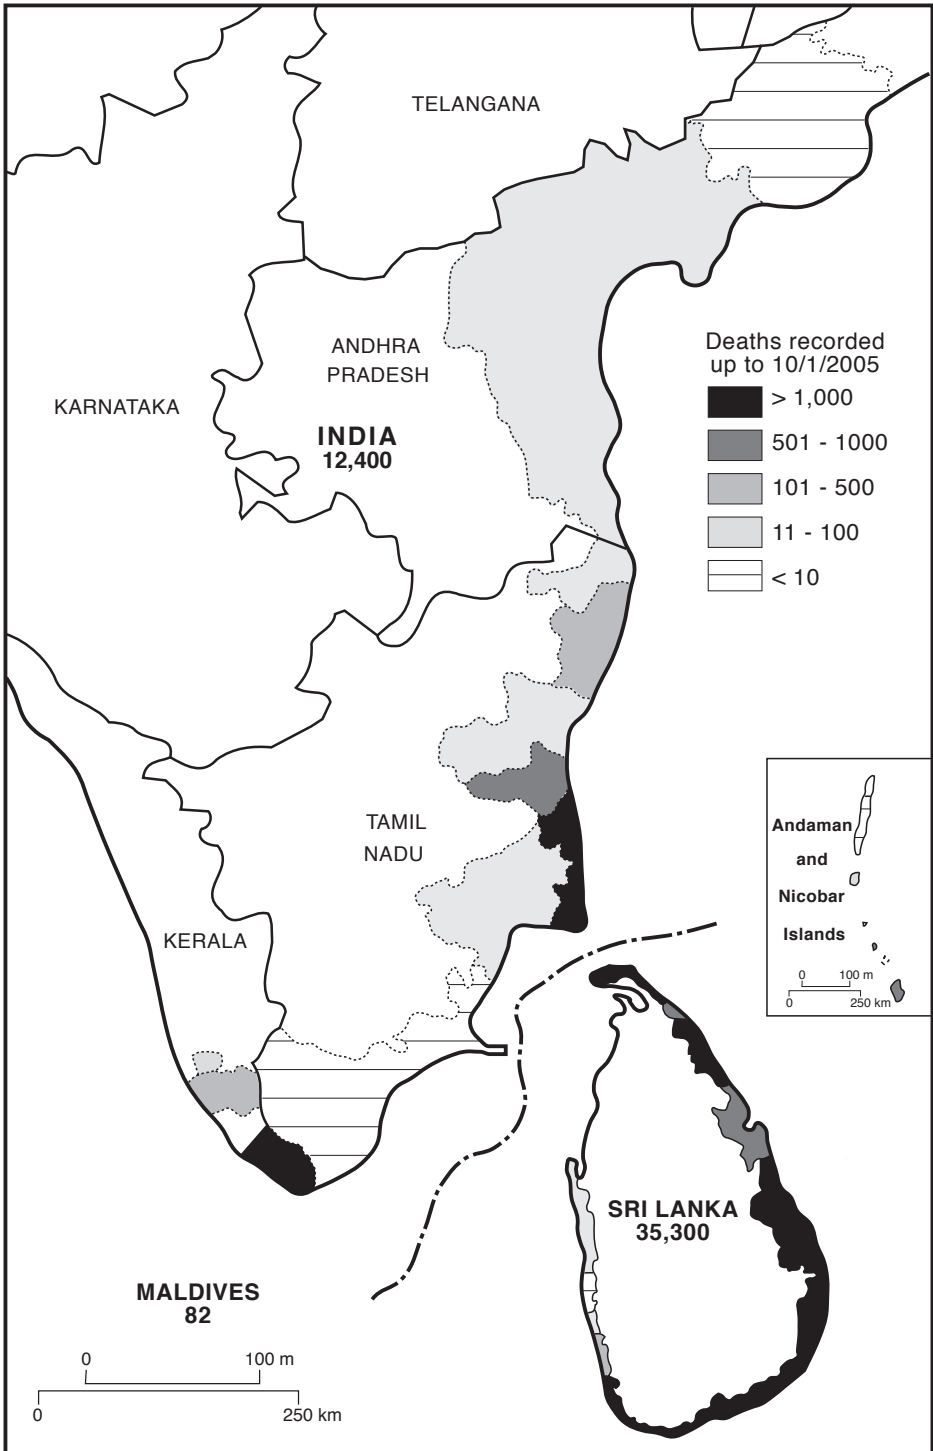 TELANGANA
ANDHRA
PRADESH
KARNATAKA
INDIA
12,400
Deaths recorded
up to 10/1/2005
> 1,000
501 - 1000
101 - 500
11 - 100
< 10
TAMIL
NADU
KERALA
Andaman
and
Nicobar
Islands
0 100 m
0 250 km
SRI LANKA
35,300
MALDIVES
82
0 100 m
0 250 km